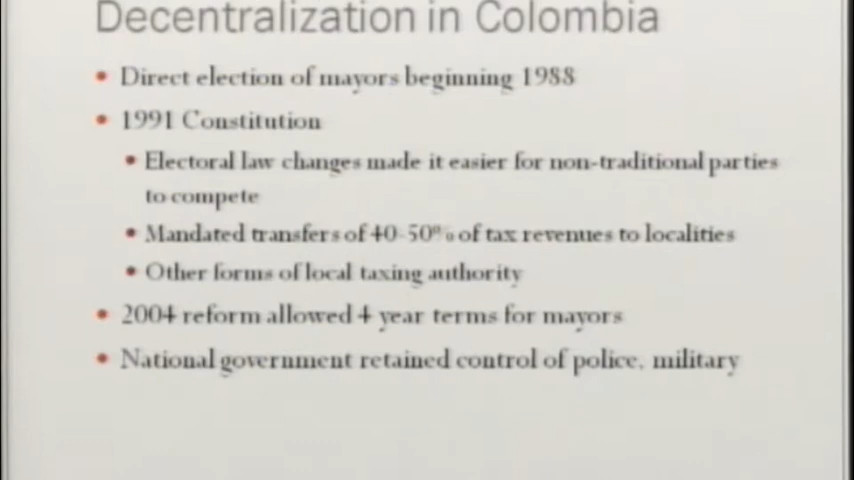 Decentralization in Colombia
• Direct election of mayors beginning 1988
• 1991 Constitution
• Electoral law changes made it easier for non-traditional parties
to compete
• Mandated transfers of 40-50% of tax revenues to localities
• Other forms of local taxing authority
• 2004 reform allowed 4 year terms for mayors
• National government retained control of police, military